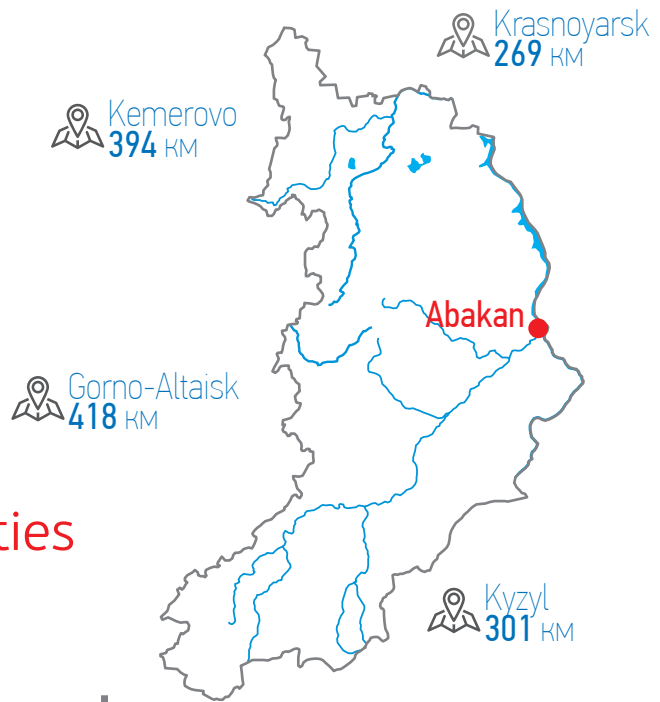 Krasnoyarsk
269 КМ
Kemerovo
394 КМ
Abakan
Gorno-Altaisk
418 КМ
ties
Kyzyl
301 КМ